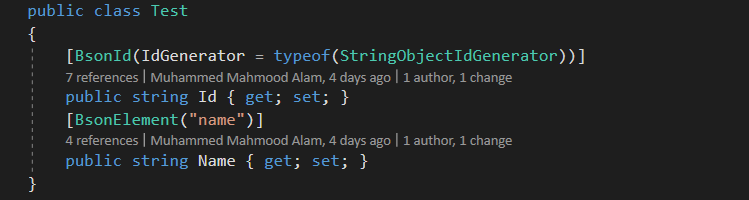 public class Test
{
[BsonId(IdGenerator = typeof(StringObjectIdGenerator))]
7 references | Muhammed Mahmood Alam, 4 days ago | 1 author, 1 change
public string Id { get; set; }
[BsonElement("name")]
4 references | Muhammed Mahmood Alam, 4 days ago | 1 author, 1 change
public string Name { get; set; }
}